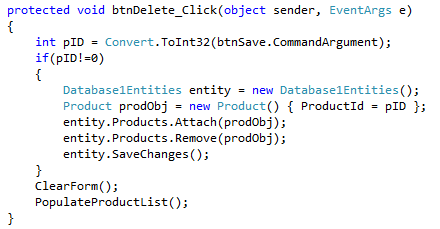 protected void btnDelete_Click(object sender, EventArgs e)
{
    int pID = Convert.ToInt32(btnSave.CommandArgument);
    if(pID!=0)
    {
        Database1Entities entity = new Database1Entities();
        Product prodObj = new Product() { ProductId = pID };
        entity.Products.Attach(prodObj);
        entity.Products.Remove(prodObj);
        entity.SaveChanges();
    }
    ClearForm();
    PopulateProductList();
}